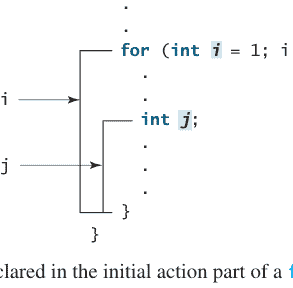 .
.
for (int i = 1; i
i
.
.
int j;
.
j
.
.
}
}
clared in the initial action part of a f